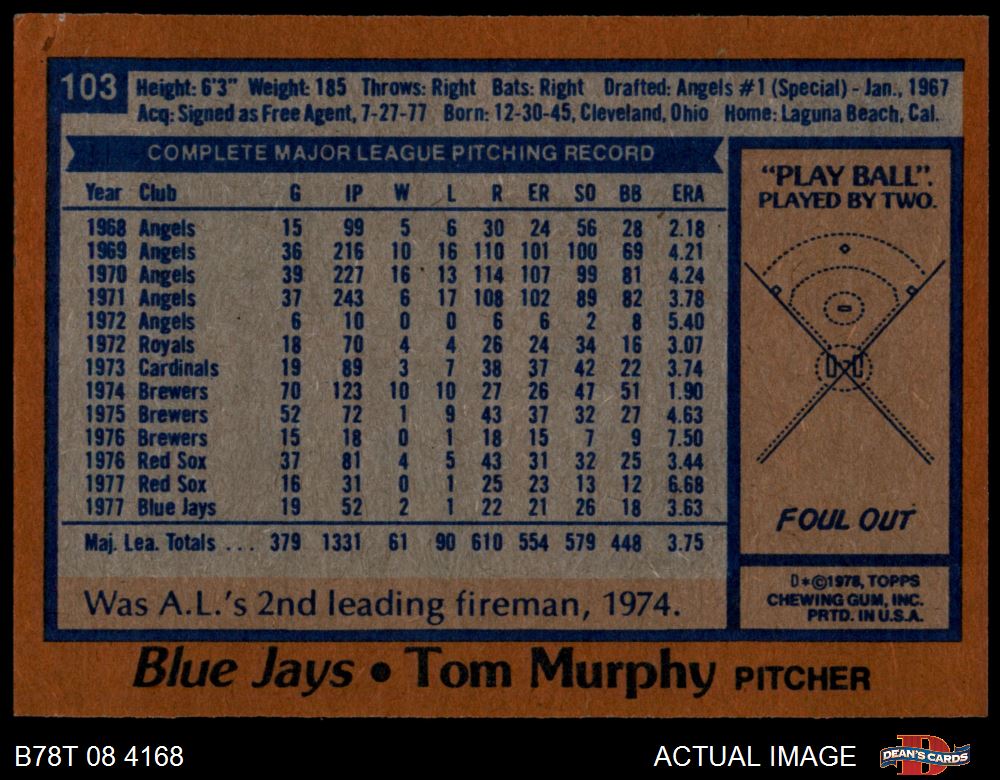 103
Height: 6'3" Weight: 185 Throws: Right Bats: Right Drafted: Angels #1 (Special) - Jan., 1967
Acq: Signed as Free Agent, 7-27-77 Born: 12-30-45, Cleveland, Ohio Home: Laguna Beach, Cal.
COMPLETE MAJOR LEAGUE PITCHING RECORD
Year Club G IP W L R ER SO BB ERA
1968 Angels 15 99 5 6 30 24 56 28 2.18
1969 Angels 36 216 10 16 110 101 100 69 4.21
1970 Angels 39 227 16 13 114 107 99 81 4.24
1971 Angels 37 243 6 17 108 102 89 82 3.78
1972 Angels 6 10 0 0 6 6 2 8 5.40
1972 Royals 18 70 4 4 26 24 34 16 3.07
1973 Cardinals 19 89 3 7 38 37 42 22 3.74
1974 Brewers 70 123 10 10 27 26 47 51 1.90
1975 Brewers 52 72 1 9 43 37 32 27 4.63
1976 Brewers 15 18 0 1 18 15 7 9 7.50
1976 Red Sox 37 81 4 5 43 31 32 25 3.44
1977 Red Sox 16 31 0 1 25 23 13 12 6.68
1977 Blue Jays 19 52 2 1 22 21 26 18 3.63
Maj. Lea. Totals ... 379 1331 61 90 610 554 579 448 3.75
Was A.L.'s 2nd leading fireman, 1974.
"PLAY BALL".
PLAYED BY TWO.
FOUL OUT
D*©1978, TOPPS
CHEWING GUM, INC.
PRTD. IN U.S.A.
Blue Jays • Tom Murphy PITCHER
B78T 08 4168
ACTUAL IMAGE
DEAN'S CARDS